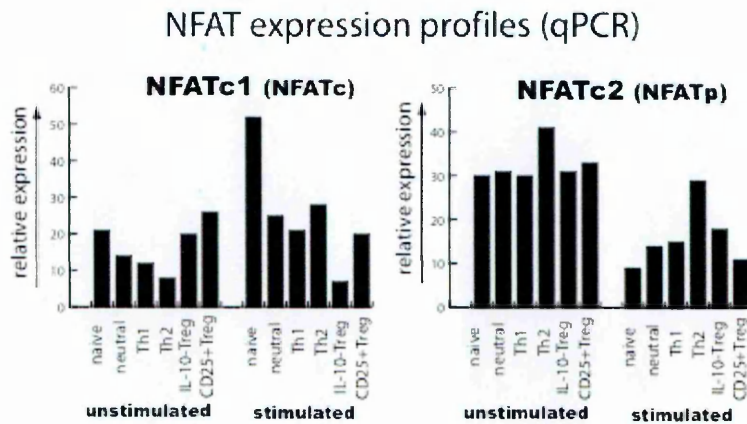 NFAT expression profiles (qPCR)
NFATc1 (NFATc)
relative expression
60
50
40
30
20
10
0
naive
neutral
Th1
Th2
IL-10-Treg
CD25+Treg
naive
neutral
Th1
Th2
IL-10-Treg
CD25+Treg
unstimulated
stimulated
NFATc2 (NFATp)
relative expression
50
40
30
20
10
0
naive
neutral
Th1
Th2
IL-10-Treg
CD25+Treg
naive
neutral
Th1
Th2
IL-10-Treg
CD25+Treg
unstimulated
stimulated